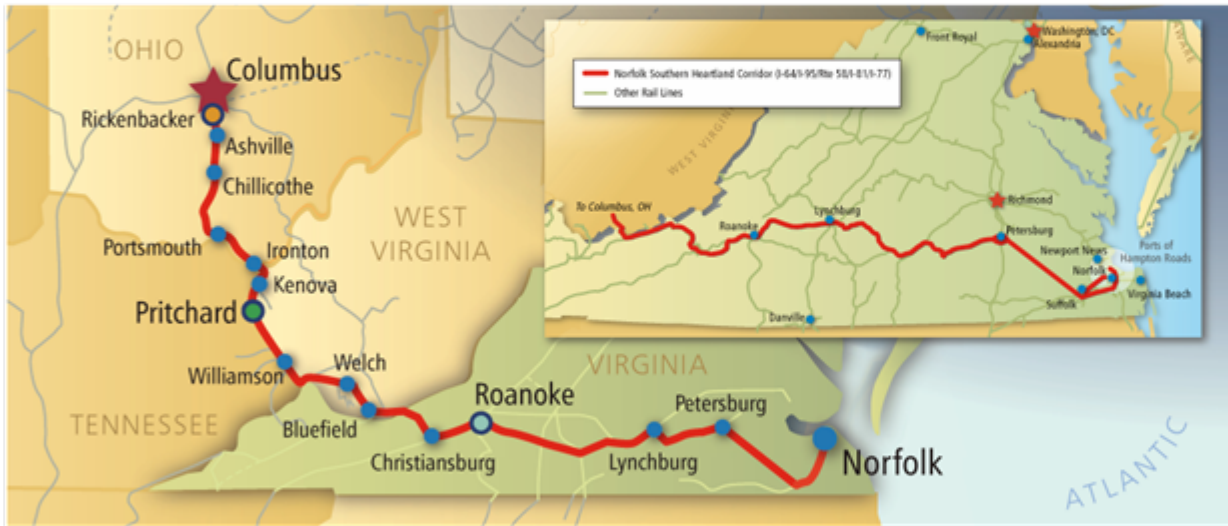 OHIO
Columbus
Rickenbacker
Ashville
Chillicothe
WEST
VIRGINIA
Portsmouth
Ironton
Kenova
Pritchard
Williamson
Welch
TENNESSEE
Bluefield
Christiansburg
Roanoke
VIRGINIA
Petersburg
Lynchburg
Norfolk
ATLANTIC
Front Royal
Washington, DC
Alexandria
Norfolk Southern Heartland Corridor (I-64/I-95/Rte 58/I-81/I-77)
Other Rail Lines
WEST VIRGINIA
To Columbus, OH
Roanoke
Lynchburg
Richmond
Petersburg
Newport News
Ports of
Hampton Roads
Norfolk
Suffolk
Virginia Beach
Danville